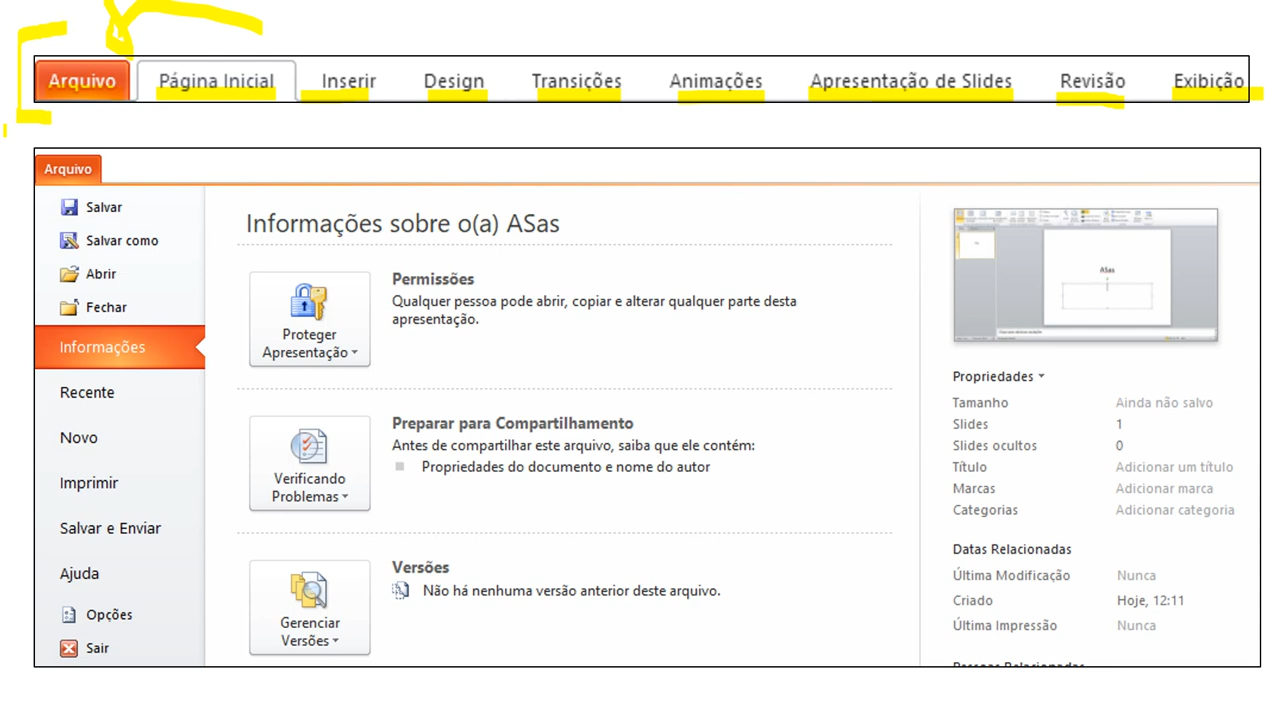 Arquivo Página Inicial Inserir Design Transições Animações Apresentação de Slides Revisão Exibição
Arquivo
Salvar
Salvar como
Abrir
Fechar
Informações
Recente
Novo
Imprimir
Salvar e Enviar
Ajuda
Opções
Sair
Informações sobre o(a) ASas
Proteger
Apresentação
Permissões
Qualquer pessoa pode abrir, copiar e alterar qualquer parte desta
apresentação.
Verificando
Problemas
Preparar para Compartilhamento
Antes de compartilhar este arquivo, saiba que ele contém:
Propriedades do documento e nome do autor
Gerenciar
Versões
Versões
Não há nenhuma versão anterior deste arquivo.
ASas
Propriedades
Tamanho Ainda não salvo
Slides 1
Slides ocultos 0
Título Adicionar um título
Marcas Adicionar marca
Categorias Adicionar categoria
Datas Relacionadas
Última Modificação Nunca
Criado Hoje, 12:11
Última Impressão Nunca